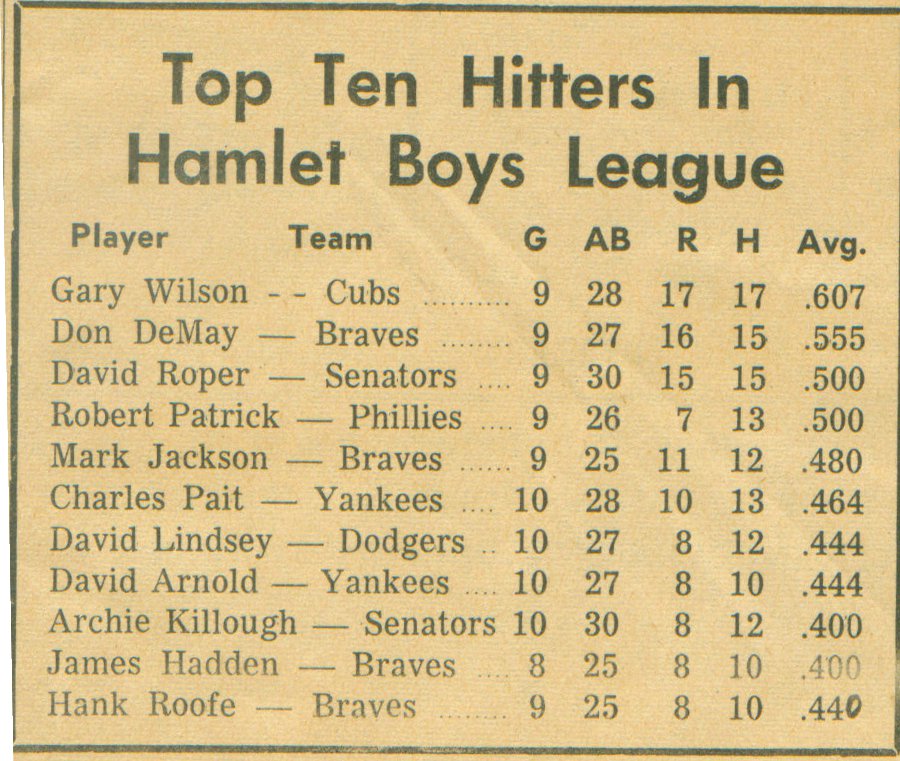 Top Ten Hitters In
Hamlet Boys League
Player Team G AB R H Avg.
Gary Wilson - - Cubs .......... 9 28 17 17 .607
Don DeMay — Braves ........ 9 27 16 15 .555
David Roper — Senators .... 9 30 15 15 .500
Robert Patrick — Phillies .... 9 26 7 13 .500
Mark Jackson — Braves ...... 9 25 11 12 .480
Charles Pait — Yankees .... 10 28 10 13 .464
David Lindsey — Dodgers .. 10 27 8 12 .444
David Arnold — Yankees .... 10 27 8 10 .444
Archie Killough — Senators 10 30 8 12 .400
James Hadden — Braves .... 8 25 8 10 .400
Hank Roofe — Braves ........ 9 25 8 10 .440